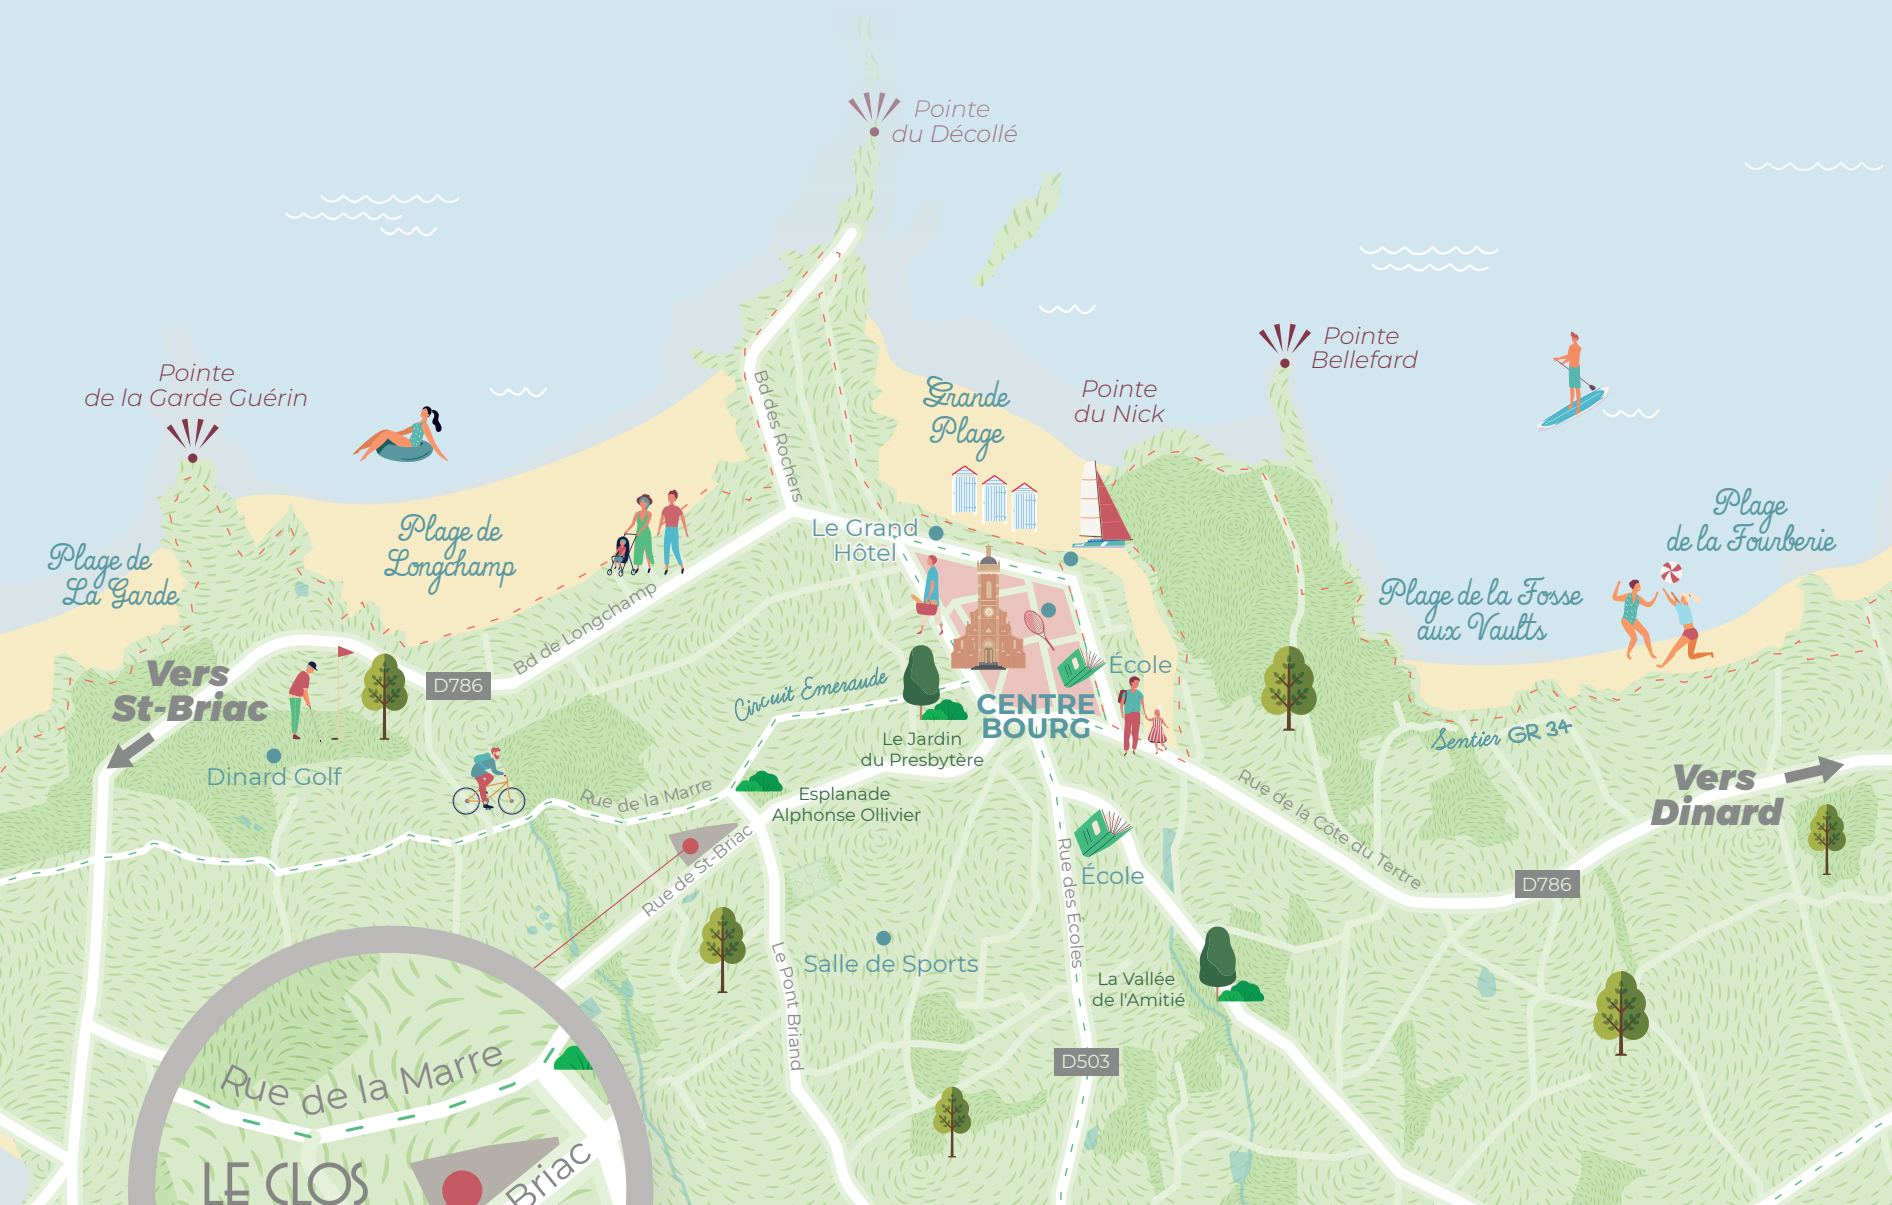 Pointe
du Décollé
Pointe
Bellefard
Pointe
de la Garde Guérin
Pointe
du Nick
Grande
Plage
Bd des Rochers
Plage de
La Garde
Plage de
Longchamp
Le Grand
Hôtel
Plage
de la Fourberie
Plage de la Fosse
aux Vaults
Bd de Longchamp
Vers
St-Briac
D786
École
Circuit Emeraude
CENTRE
BOURG
Sentier GR 34
Dinard Golf
Le Jardin
du Presbytère
Vers
Dinard
Rue de la Marre
Esplanade
Alphonse Ollivier
Rue de la Côte du Tertre
Rue de St-Briac
École
D786
Rue des Écoles
Salle de Sports
Le Pont Briand
La Vallée
de l'Amitié
D503
Rue de la Marre
LE CLOS
Briac